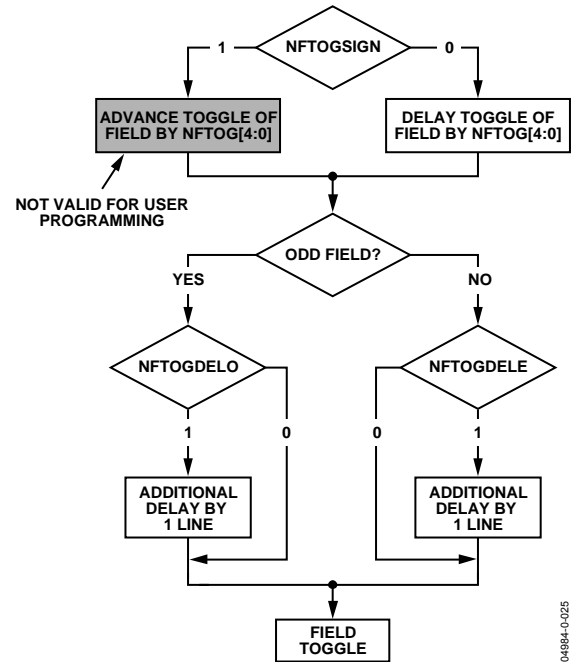 1
NFTOGSIGN
0
ADVANCE TOGGLE OF
FIELD BY NFTOG[4:0]
DELAY TOGGLE OF
FIELD BY NFTOG[4:0]
NOT VALID FOR USER
PROGRAMMING
ODD FIELD?
YES
NO
NFTOGDELO
NFTOGDELE
1
0
0
1
ADDITIONAL
DELAY BY
1 LINE
ADDITIONAL
DELAY BY
1 LINE
FIELD
TOGGLE
04984-0-025